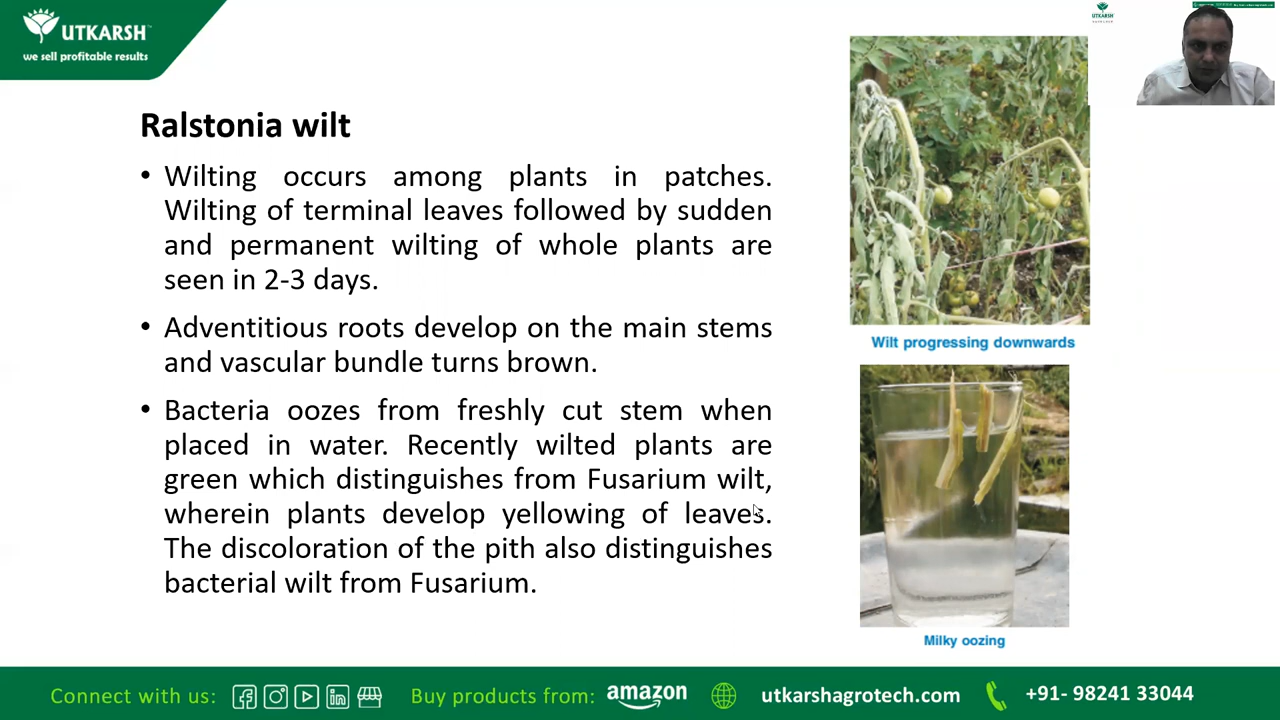 UTKARSH
we sell profitable results
UTKARSH
Ralstonia wilt
• Wilting occurs among plants in patches.
Wilting of terminal leaves followed by sudden
and permanent wilting of whole plants are
seen in 2-3 days.
• Adventitious roots develop on the main stems
and vascular bundle turns brown.
• Bacteria oozes from freshly cut stem when
placed in water. Recently wilted plants are
green which distinguishes from Fusarium wilt,
wherein plants develop yellowing of leaves.
The discoloration of the pith also distinguishes
bacterial wilt from Fusarium.
Wilt progressing downwards
Milky oozing
Connect with us:
Buy products from: amazon
utkarshagrotech.com
+91- 98241 33044